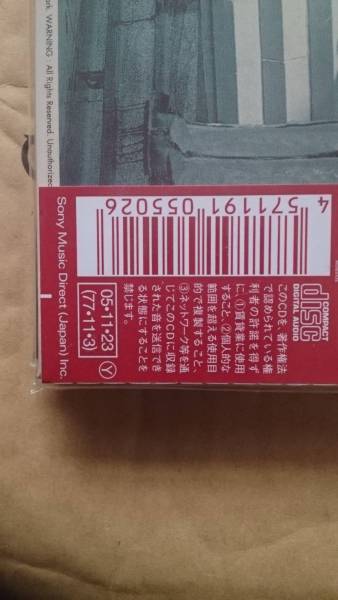 ark. WARNING : All Rights Reserved. Unauthorized
4 571191 055026
COMPACT
disc
DIGITAL AUDIO
このCDを、著作権法
で認められている権
利者の許諾を得ず
に、①賃貸業に使用
すること、②個人的な
範囲を超える使用目
的で複製すること、
③ネットワーク等を通
じてこのCDに収録
された音を送信でき
る状態にすることを
禁じます。
05・11・23
(77・11・3)
Y
Sony Music Direct (Japan) Inc.